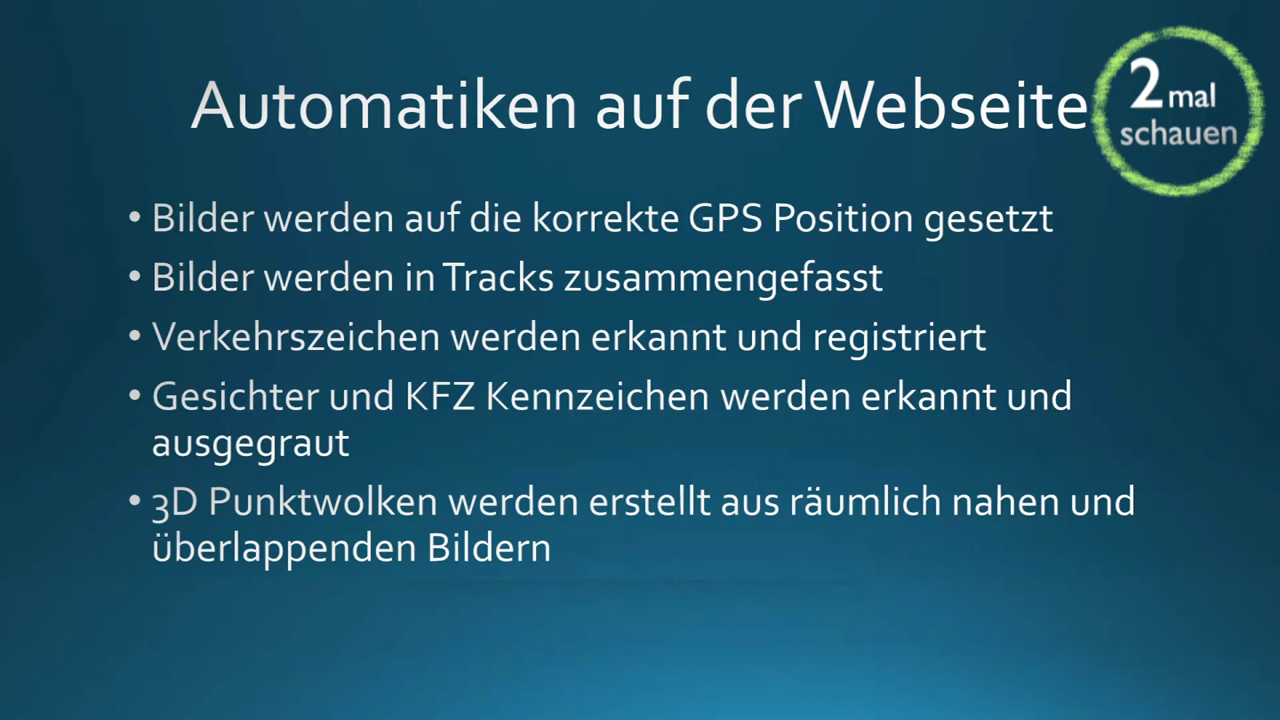 Automatiken auf der Webseite
2 mal
schauen
• Bilder werden auf die korrekte GPS Position gesetzt
• Bilder werden in Tracks zusammengefasst
• Verkehrszeichen werden erkannt und registriert
• Gesichter und KFZ Kennzeichen werden erkannt und
ausgegraut
• 3D Punktwolken werden erstellt aus räumlich nahen und
überlappenden Bildern